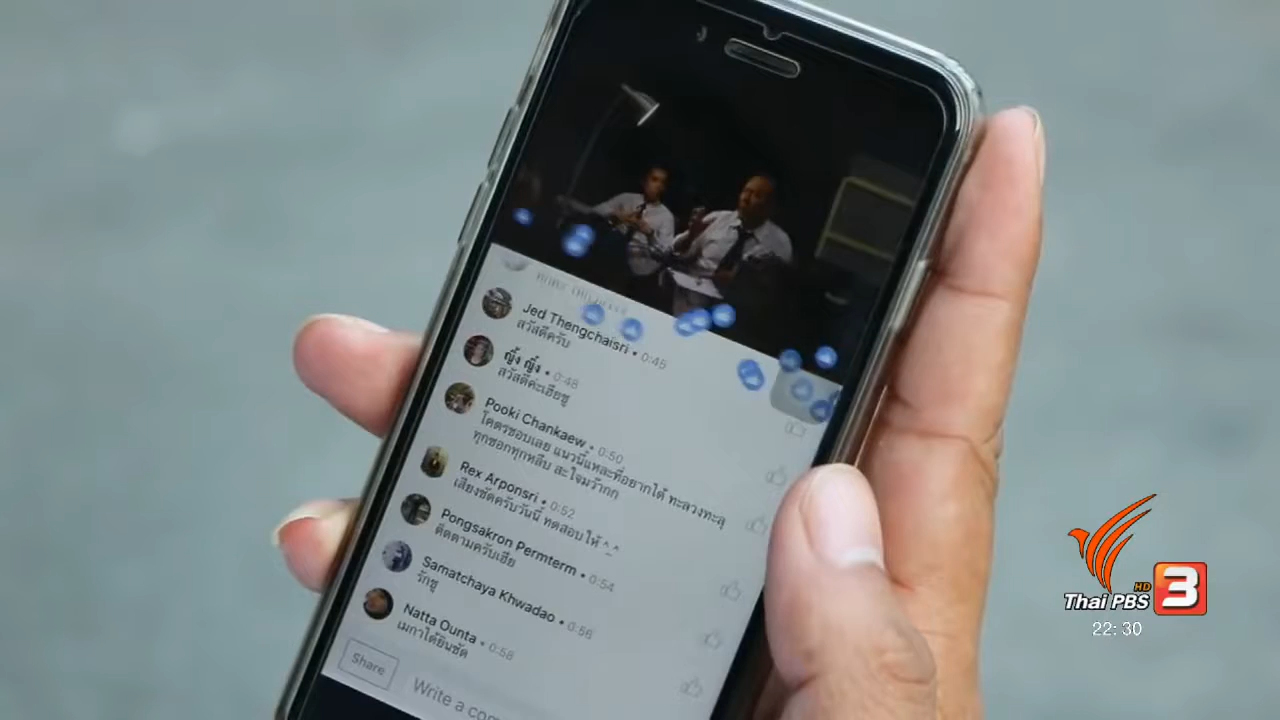 Jed Thengchaisri • 0:45
สวัสดีครับ
ญิ๋ง ญิ๋ง • 0:48
สวัสดีค่ะเฮียชู
Pooki Chankaew • 0:50
โคตรชอบเลย แนวนี้แหละที่อยากได้ ทะลวงทะลุ
ทุกซอกทุกหลืบ สะใจมว๊ากก
Rex Arponsri • 0:52
เสียงชัดครับวันนี้ ทดสอบให้ ^_^
Pongsakron Permterm • 0:54
ติดตามครับเฮีย
Samatchaya Khwadao • 0:56
รักชู
Natta Ounta • 0:58
เมกาได้ยินชัด
Share
Write a com
Thai PBS HD 3
22:30